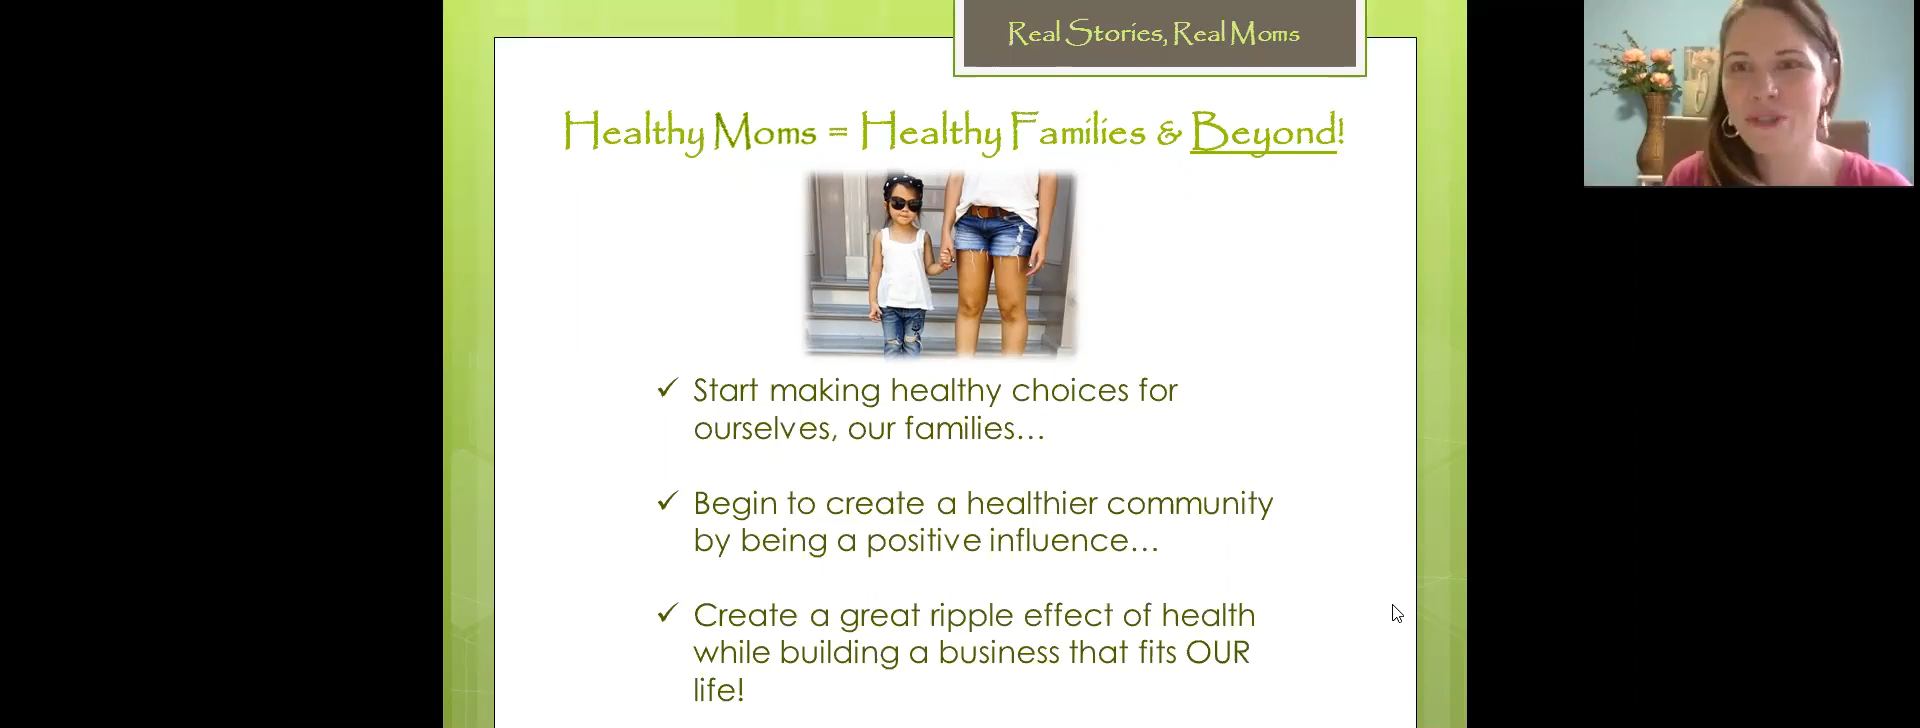 Real Stories, Real Moms
Healthy Moms = Healthy Families & Beyond!
✓ Start making healthy choices for
ourselves, our families…
✓ Begin to create a healthier community
by being a positive influence…
✓ Create a great ripple effect of health
while building a business that fits OUR
life!